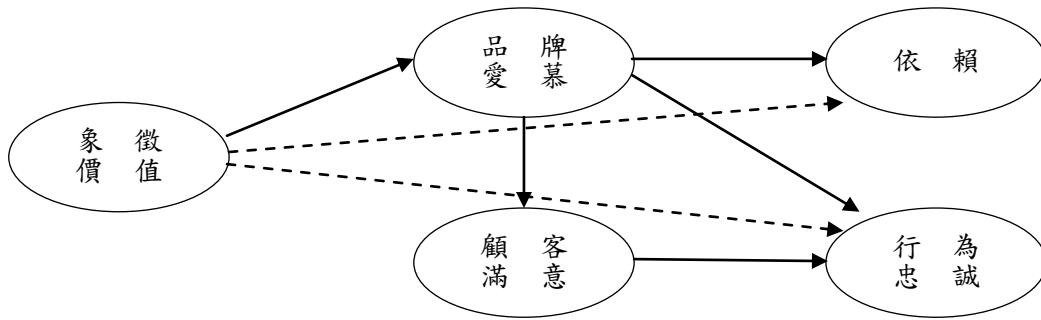 品 牌
愛 慕
依 賴
象 徵
價 值
顧 客
滿 意
行 為
忠 誠